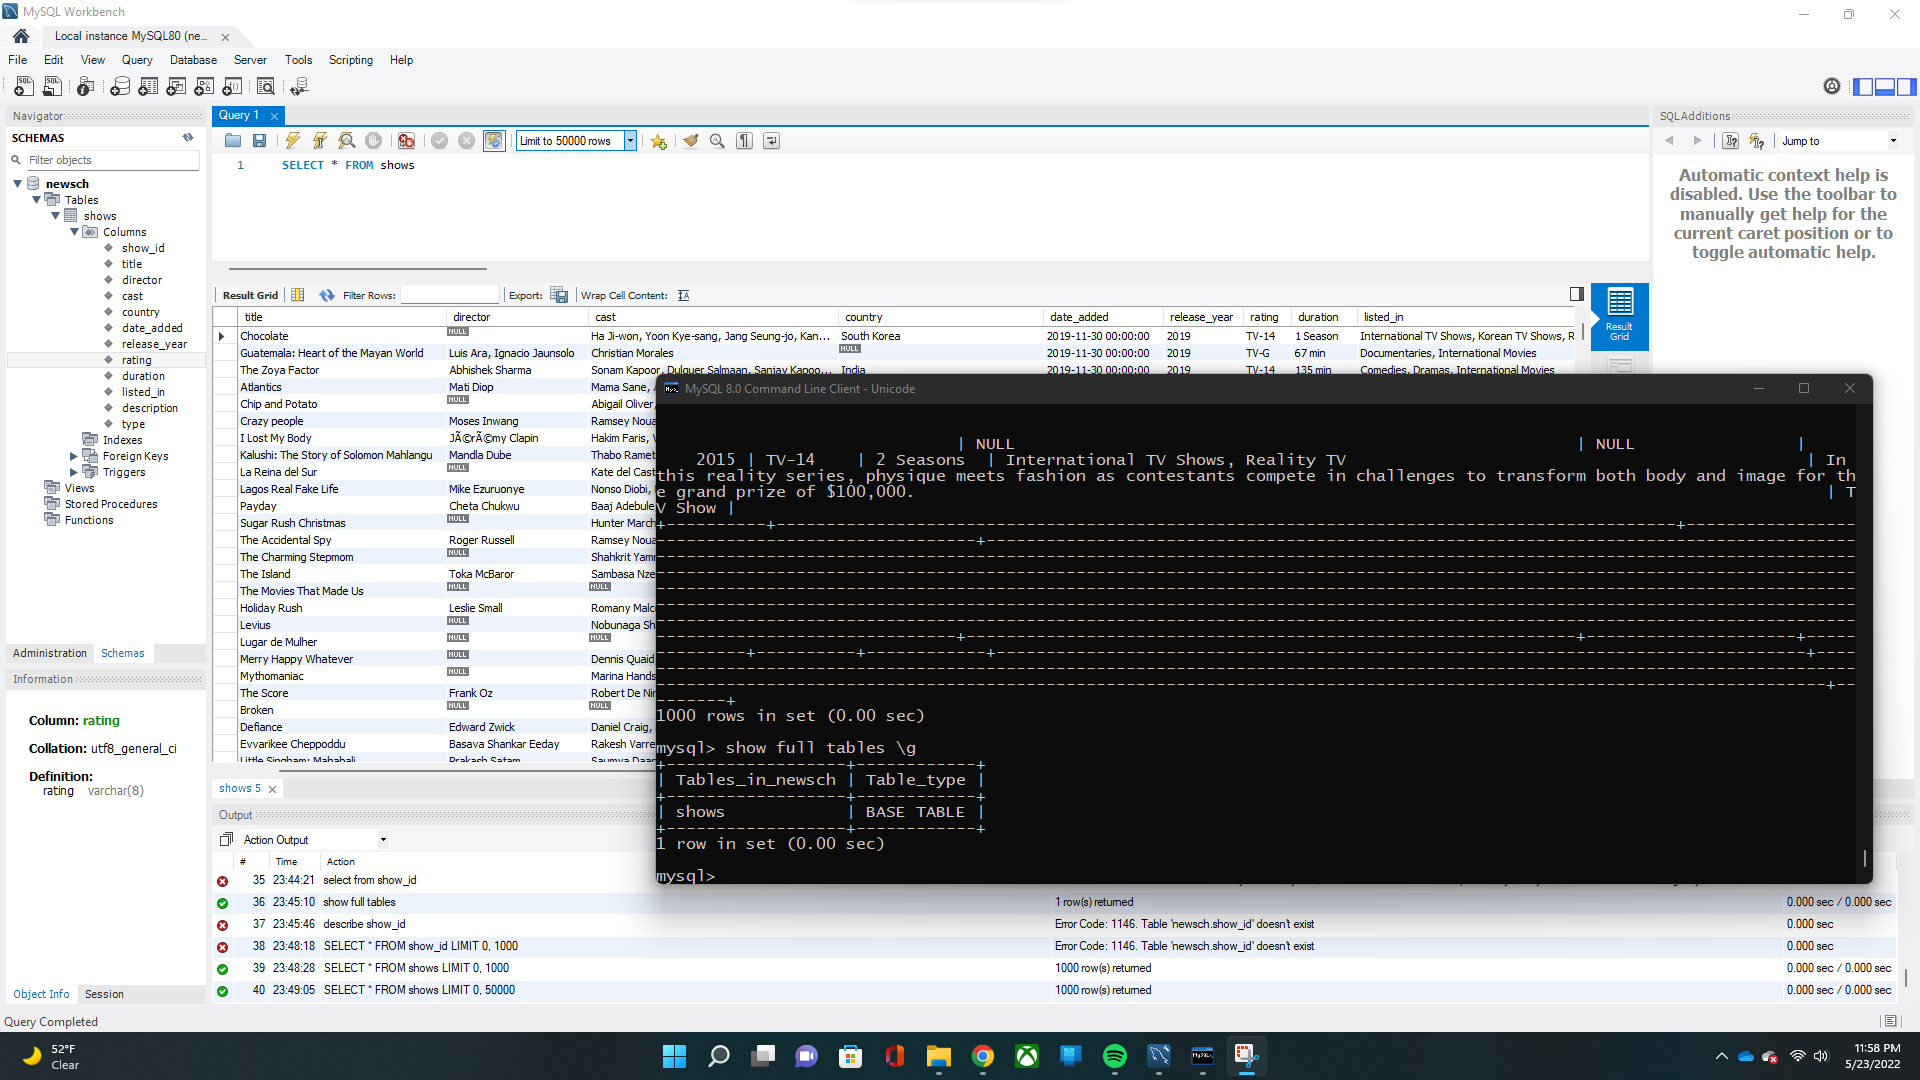 MySQL Workbench
Local instance MySQL80 (ne...
File Edit View Query Database Server Tools Scripting Help
Navigator
SCHEMAS
Filter objects
newsch
Tables
shows
Columns
show_id
title
director
cast
country
date_added
release_year
rating
duration
listed_in
description
type
Indexes
Foreign Keys
Triggers
Views
Stored Procedures
Functions
Administration Schemas
Information
Column: rating
Collation: utf8_general_ci
Definition:
rating varchar(8)
Object Info Session
Query Completed
Query 1
Limit to 50000 rows
1 SELECT * FROM shows
Result Grid Filter Rows: Export: Wrap Cell Content:
title director cast country date_added release_year rating duration listed_in
Chocolate NULL Ha Ji-won, Yoon Kye-sang, Jang Seung-jo, Kan... South Korea 2019-11-30 00:00:00 2019 TV-14 1 Season International TV Shows, Korean TV Shows, R
Guatemala: Heart of the Mayan World Luis Ara, Ignacio Jaunsolo Christian Morales NULL 2019-11-30 00:00:00 2019 TV-G 67 min Documentaries, International Movies
The Zoya Factor Abhishek Sharma Sonam Kapoor, Dulquer Salmaan, Sanjay Kapoo... India 2019-11-30 00:00:00 2019 TV-14 135 min Comedies, Dramas, International Movies
Atlantics Mati Diop Mama Sane, A
Chip and Potato NULL Abigail Oliver,
Crazy people Moses Inwang Ramsey Noua
I Lost My Body JÃ©rÃ©my Clapin Hakim Faris, V
Kalushi: The Story of Solomon Mahlangu Mandla Dube Thabo Ramet
La Reina del Sur NULL Kate del Cast
Lagos Real Fake Life Mike Ezuruonye Nonso Diobi,
Payday Cheta Chukwu Baaj Adebule
Sugar Rush Christmas NULL Hunter March
The Accidental Spy Roger Russell Ramsey Noua
The Charming Stepmom NULL Shahkrit Yamn
The Island Toka McBaror Sambasa Nze
The Movies That Made Us NULL NULL
Holiday Rush Leslie Small Romany Malco
Levius NULL Nobunaga Sh
Lugar de Mulher NULL NULL
Merry Happy Whatever NULL Dennis Quaid
Mythomaniac NULL Marina Hands
The Score Frank Oz Robert De Nir
Broken NULL NULL
Defiance Edward Zwick Daniel Craig,
Evvarikee Cheppoddu Basava Shankar Eeday Rakesh Varre
Little Singham: Mahabali Prakash Satam Saumya Daan
Result
Grid
SQLAdditions
Jump to
Automatic context help is
disabled. Use the toolbar to
manually get help for the
current caret position or to
toggle automatic help.
MySQL 8.0 Command Line Client - Unicode
| NULL | NULL |
2015 | TV-14 | 2 Seasons | International TV Shows, Reality TV | In
this reality series, physique meets fashion as contestants compete in challenges to transform both body and image for th
e grand prize of $100,000. | T
V Show |
1000 rows in set (0.00 sec)
mysql> show full tables \g
| Tables_in_newsch | Table_type |
| shows | BASE TABLE |
1 row in set (0.00 sec)
mysql>
shows 5
Output
Action Output
# Time Action
35 23:44:21 select from show_id
36 23:45:10 show full tables 1 row(s) returned 0.000 sec / 0.000 sec
37 23:45:46 describe show_id Error Code: 1146. Table 'newsch.show_id' doesn't exist 0.000 sec
38 23:48:18 SELECT * FROM show_id LIMIT 0, 1000 Error Code: 1146. Table 'newsch.show_id' doesn't exist 0.000 sec
39 23:48:28 SELECT * FROM shows LIMIT 0, 1000 1000 row(s) returned 0.000 sec / 0.000 sec
40 23:49:05 SELECT * FROM shows LIMIT 0, 50000 1000 row(s) returned 0.000 sec / 0.000 sec
52°F
Clear
11:58 PM
5/23/2022